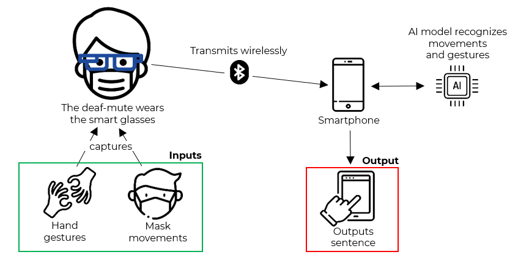 Transmits wirelessly
AI model recognizes
movements
and gestures
AI
The deaf-mute wears
the smart glasses
Smartphone
captures
Inputs
Output
Hand
gestures
Mask
movements
Outputs
sentence